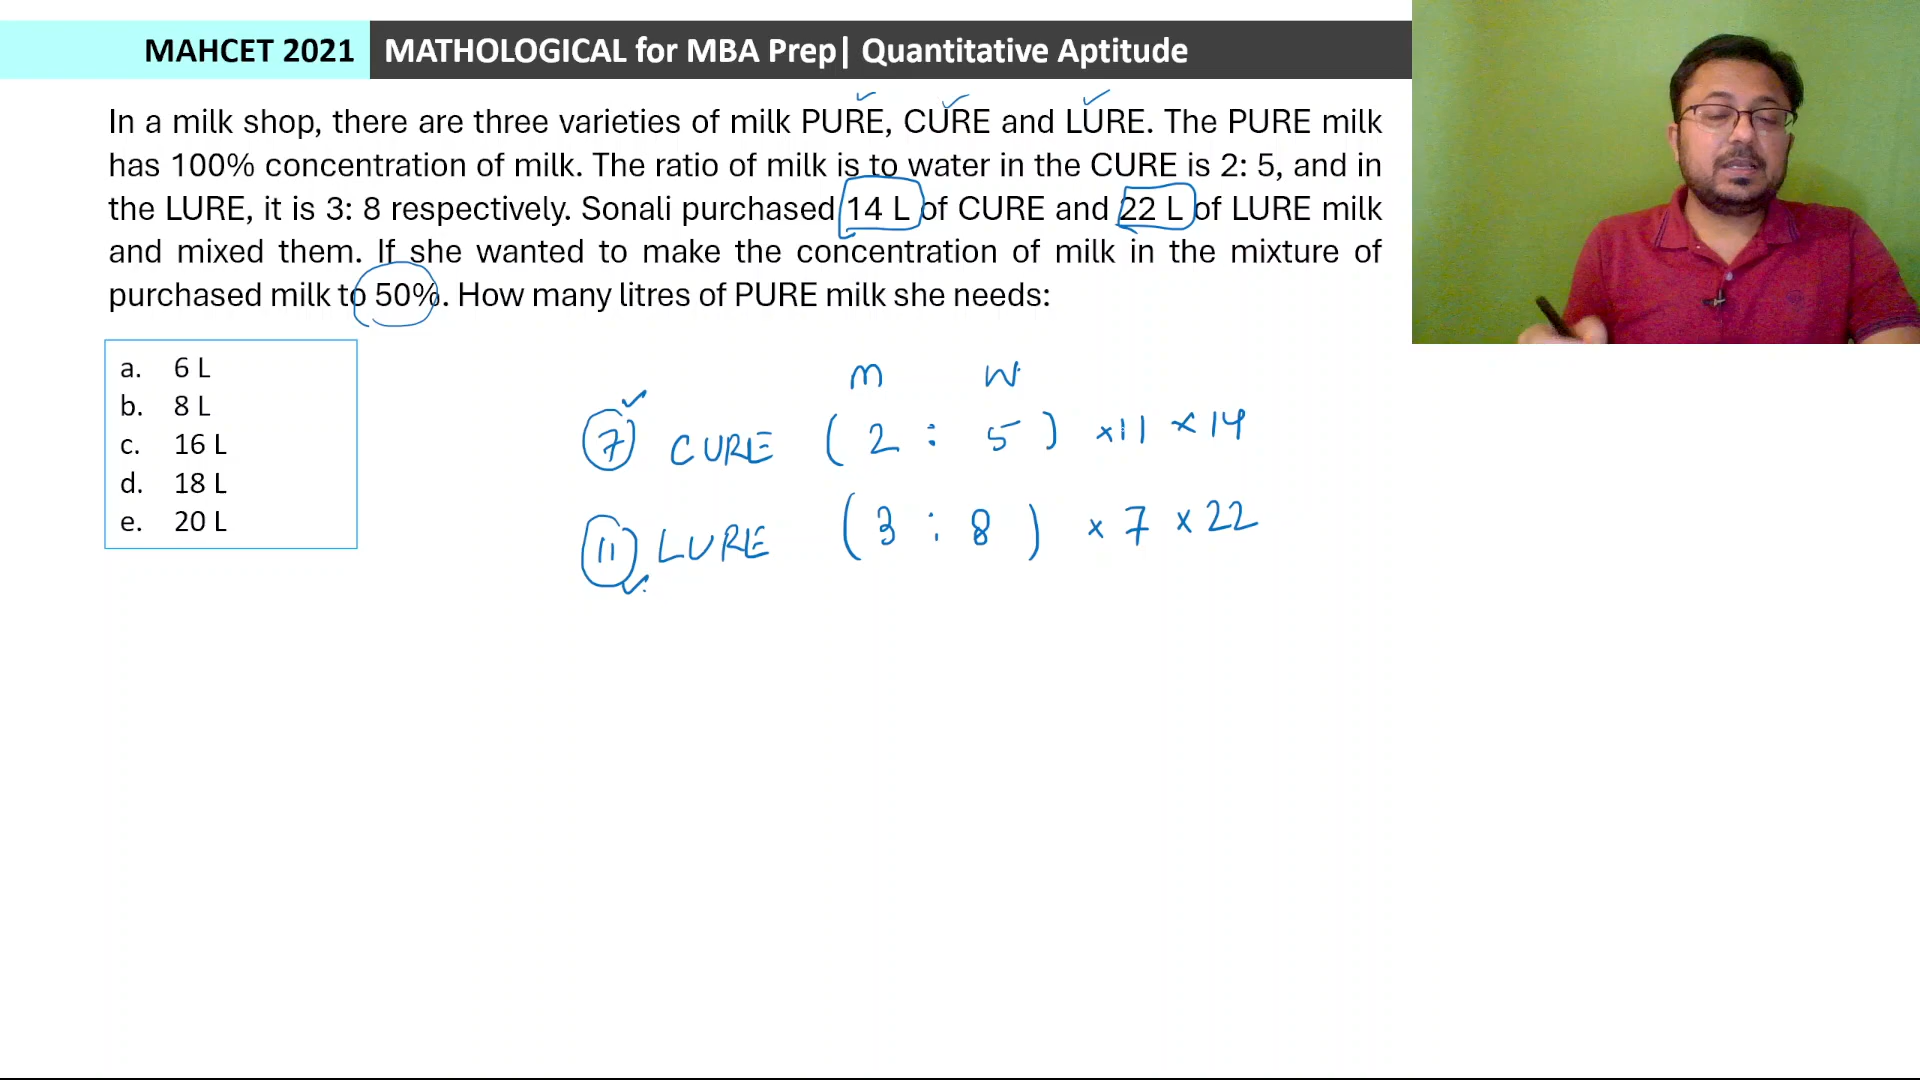 MAHCET 2021 MATHOLOGICAL for MBA Prep| Quantitative Aptitude
In a milk shop, there are three varieties of milk PURE, CURE and LURE. The PURE milk
has 100% concentration of milk. The ratio of milk is to water in the CURE is 2: 5, and in
the LURE, it is 3: 8 respectively. Sonali purchased 14 L of CURE and 22 L of LURE milk
and mixed them. If she wanted to make the concentration of milk in the mixture of
purchased milk to 50%. How many litres of PURE milk she needs:
a. 6 L
b. 8 L
c. 16 L
d. 18 L
e. 20 L
m w
7 CURE ( 2 : 5 ) ×11 × 14
11 LURE ( 3 : 8 ) × 7 × 22